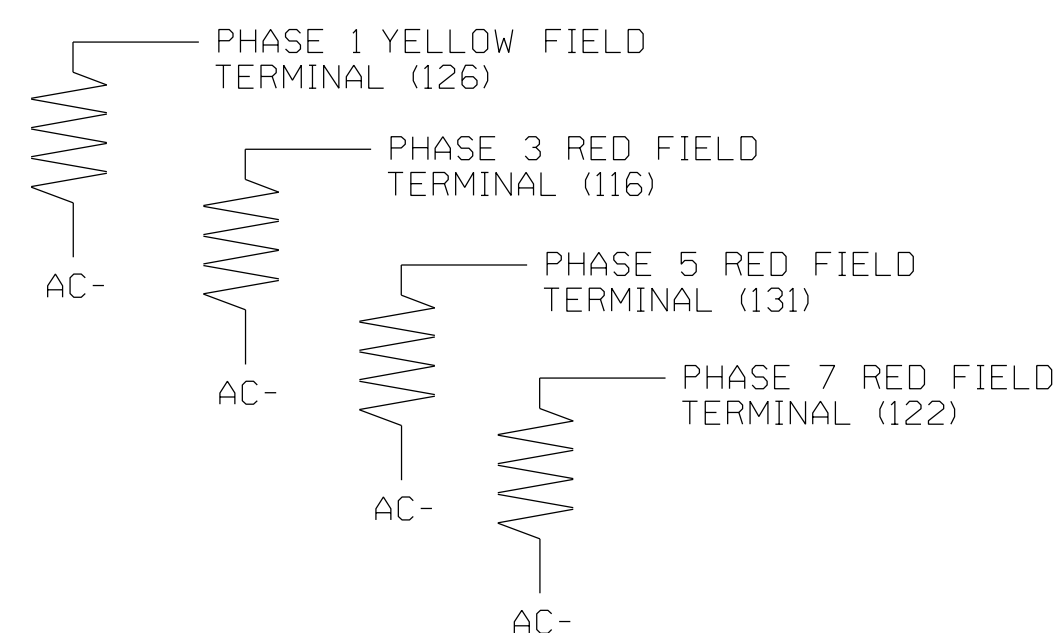 PHASE 1 YELLOW FIELD
TERMINAL (126)
AC-
PHASE 3 RED FIELD
TERMINAL (116)
AC-
PHASE 5 RED FIELD
TERMINAL (131)
AC-
PHASE 7 RED FIELD
TERMINAL (122)
AC-